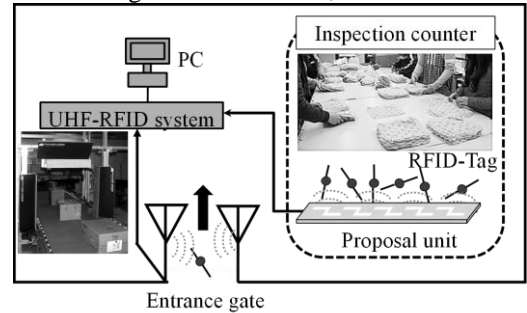 Inspection counter
PC
UHF-RFID system
RFID-Tag
Proposal unit
Entrance gate